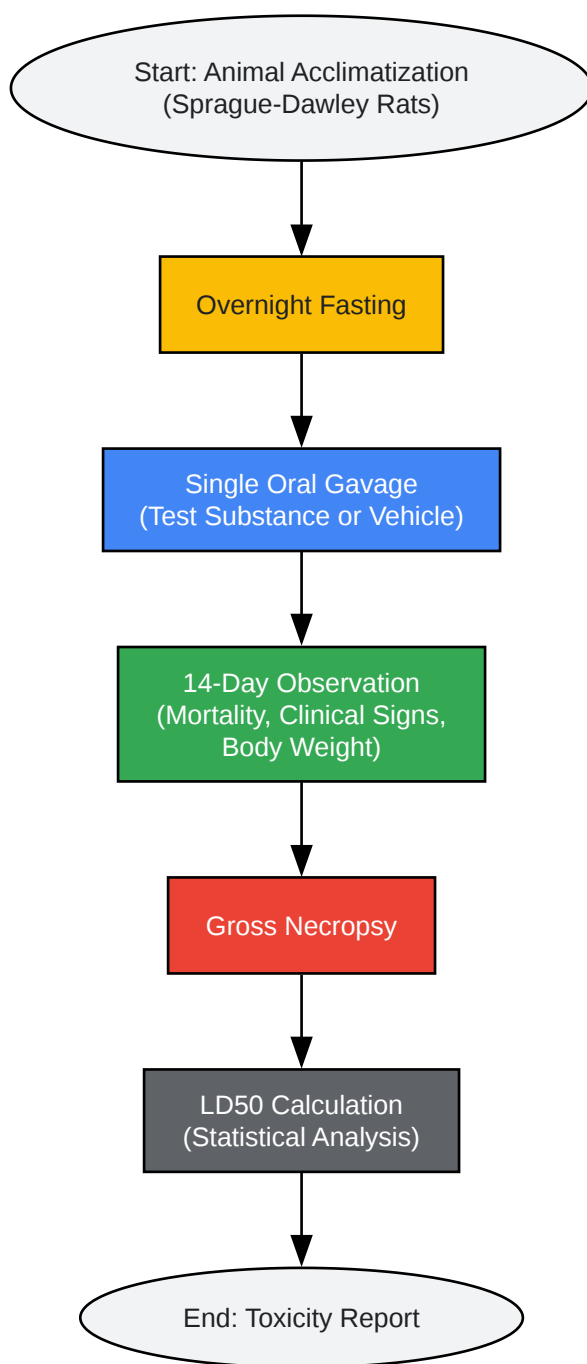 Start: Animal Acclimatization
(Sprague-Dawley Rats)
Overnight Fasting
Single Oral Gavage
(Test Substance or Vehicle)
14-Day Observation
(Mortality, Clinical Signs,
Body Weight)
Gross Necropsy
LD50 Calculation
(Statistical Analysis)
End: Toxicity Report